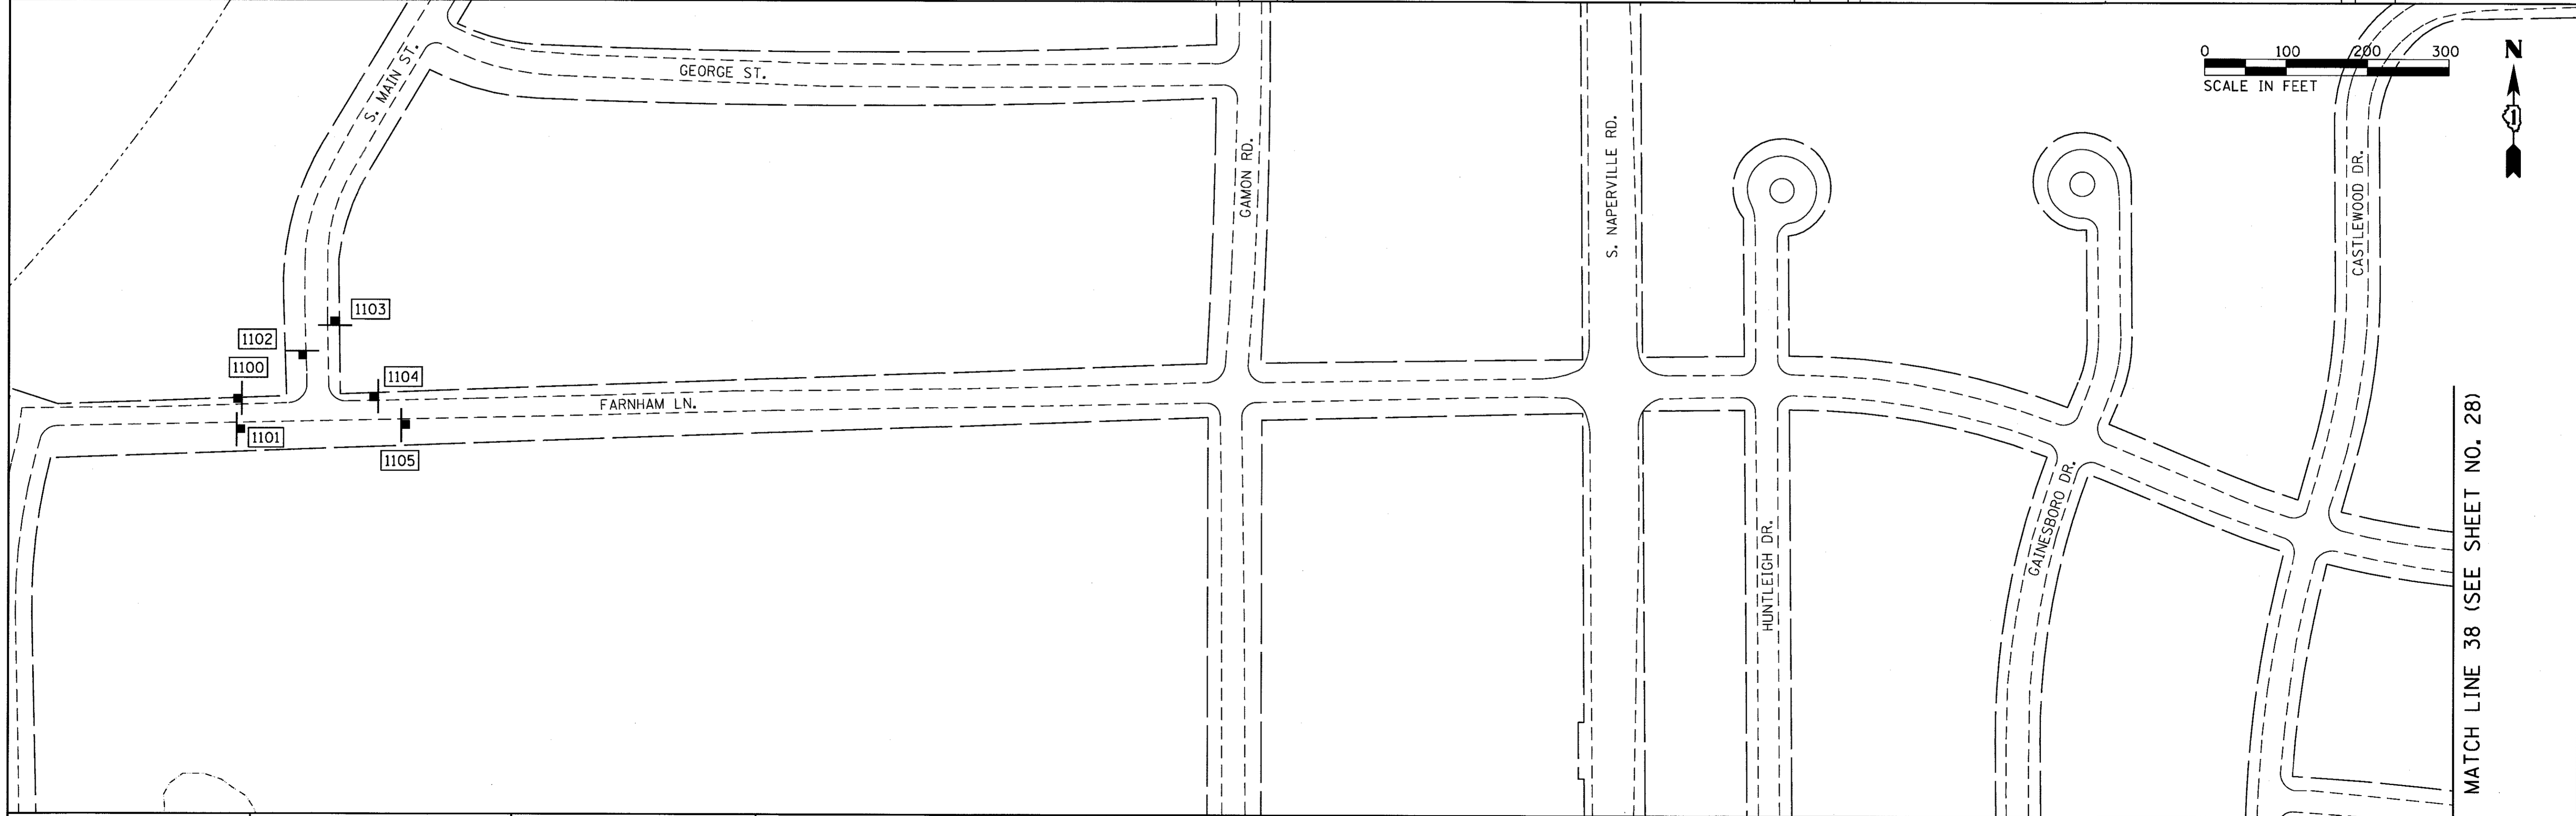 0 100 200 300
SCALE IN FEET
N
1
S. MAIN ST.
GEORGE ST.
GAMON RD.
S. NAPERVILLE RD.
CASTLEWOOD DR.
1103
1102
1100
1104
FARNHAM LN.
1101
1105
HUNTLEIGH DR.
GAINESBORO DR.
MATCH LINE 38 (SEE SHEET NO. 28)